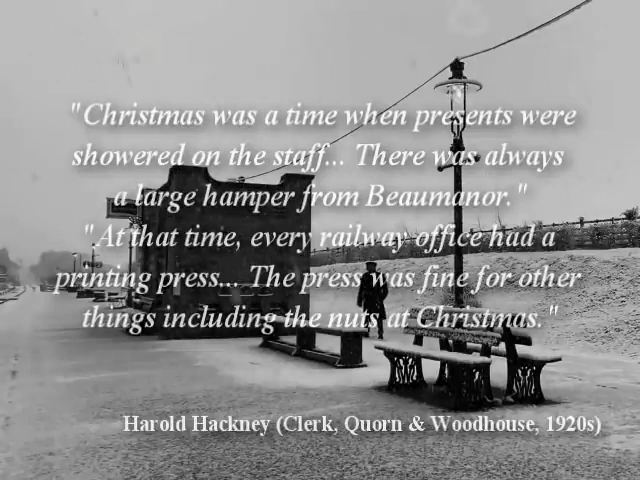 "Christmas was a time when presents were
showered on the staff... There was always
a large hamper from Beaumanor."
"At that time, every railway office had a
printing press... The press was fine for other
things including the nuts at Christmas."
Harold Hackney (Clerk, Quorn & Woodhouse, 1920s)